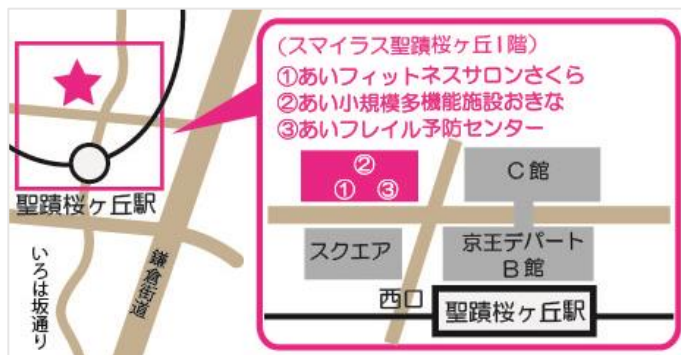 (スマイラス聖蹟桜ヶ丘1階)
①あいフィットネスサロンさくら
②あい小規模多機能施設おきな
③あいフレイル予防センター
②
① ③
C館
スクエア
京王デパート
B館
西口
聖蹟桜ヶ丘駅
聖蹟桜ヶ丘駅
いろは坂通り
鎌倉街道